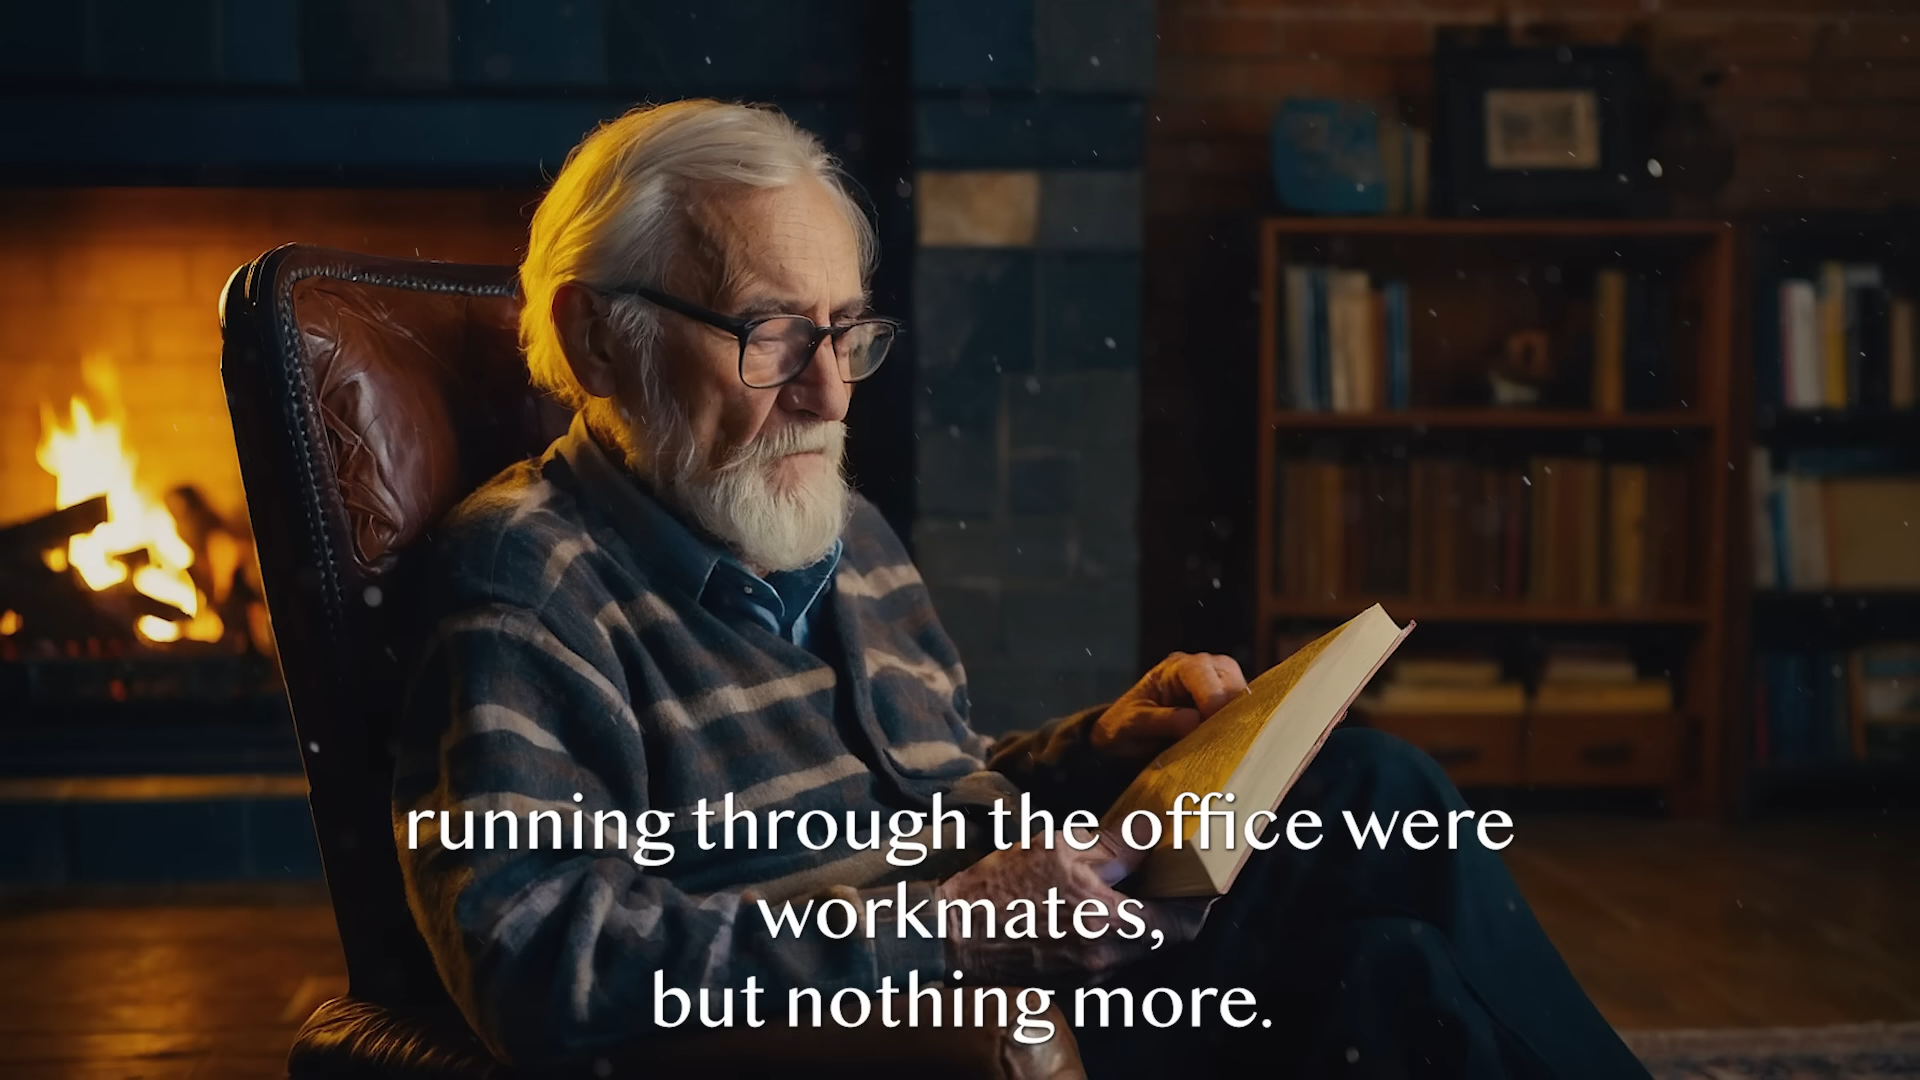 running through the office were
workmates,
but nothing more.